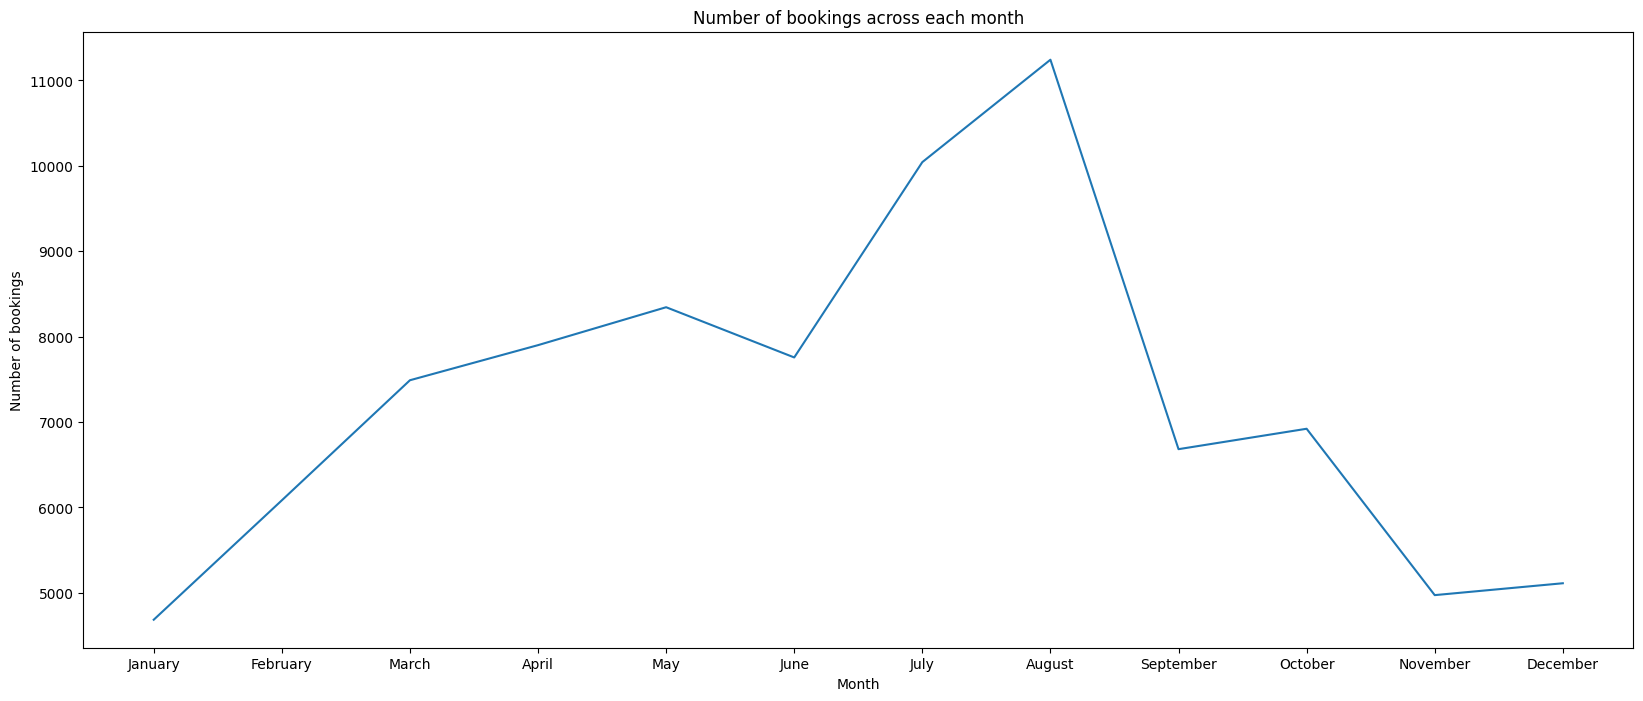 Number of bookings across each month
Number of bookings
11000
10000
9000
8000
7000
6000
5000
January February March April May June July August September October November December
Month